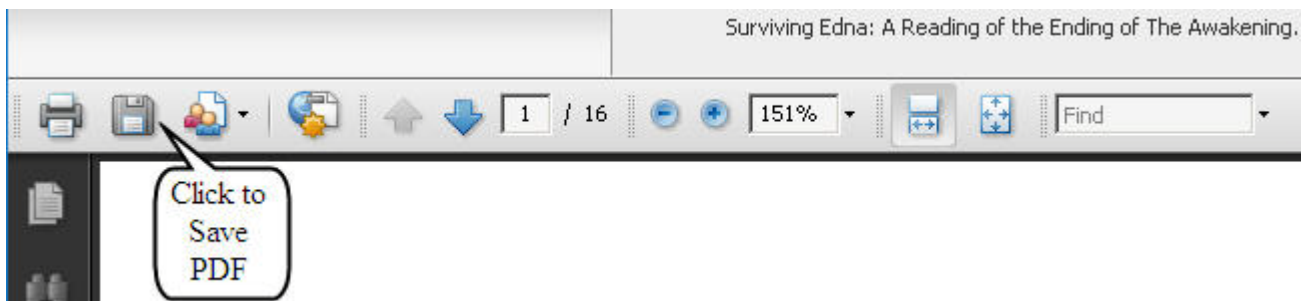 Surviving Edna: A Reading of the Ending of The Awakening.
1 / 16 151% Find
Click to
Save
PDF